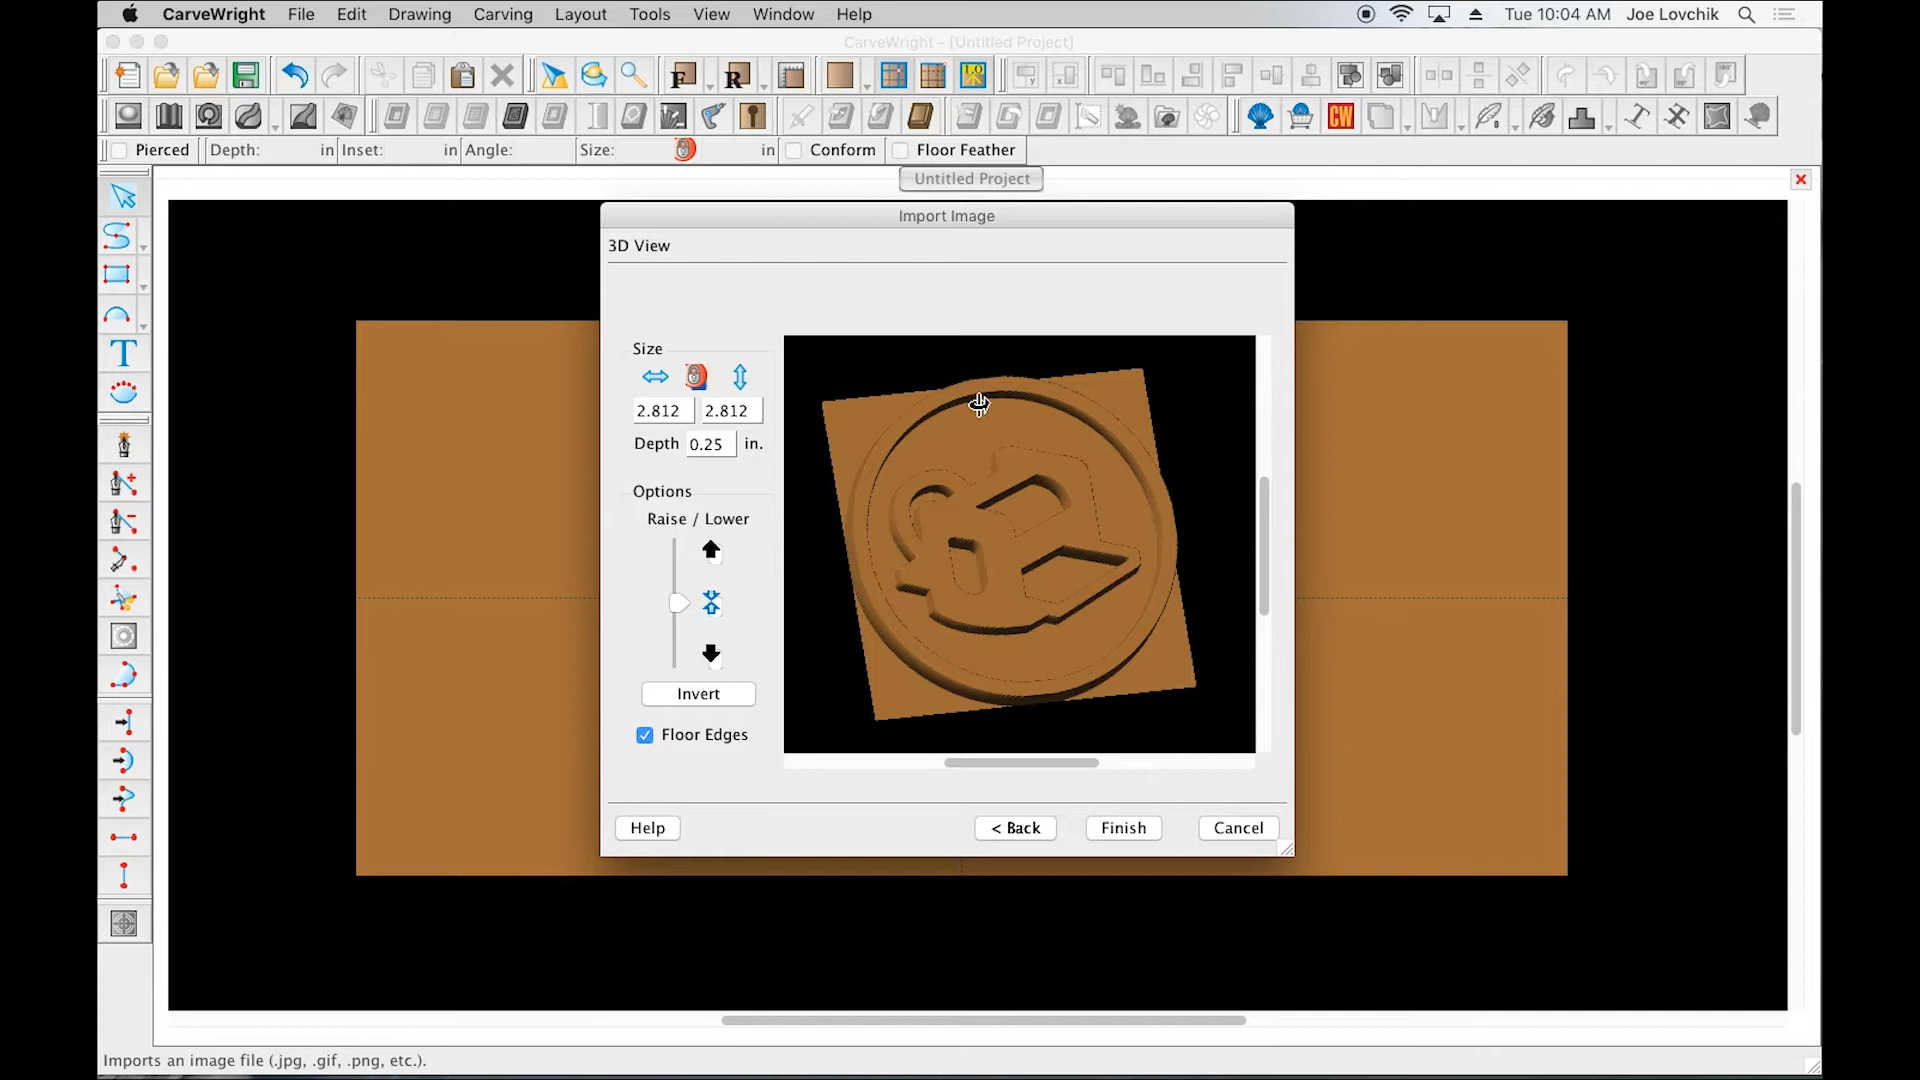 CarveWright File Edit Drawing Carving Layout Tools View Window Help Tue 10:04 AM Joe Lovchik
CarveWright - [Untitled Project]
F R LO
CW
Pierced Depth: in Inset: in Angle: Size: in Conform Floor Feather
Untitled Project
Import Image
3D View
Size
2.812 2.812
Depth 0.25 in.
Options
Raise / Lower
Invert
Floor Edges
Help < Back Finish Cancel
T
Imports an image file (.jpg, .gif, .png, etc.).